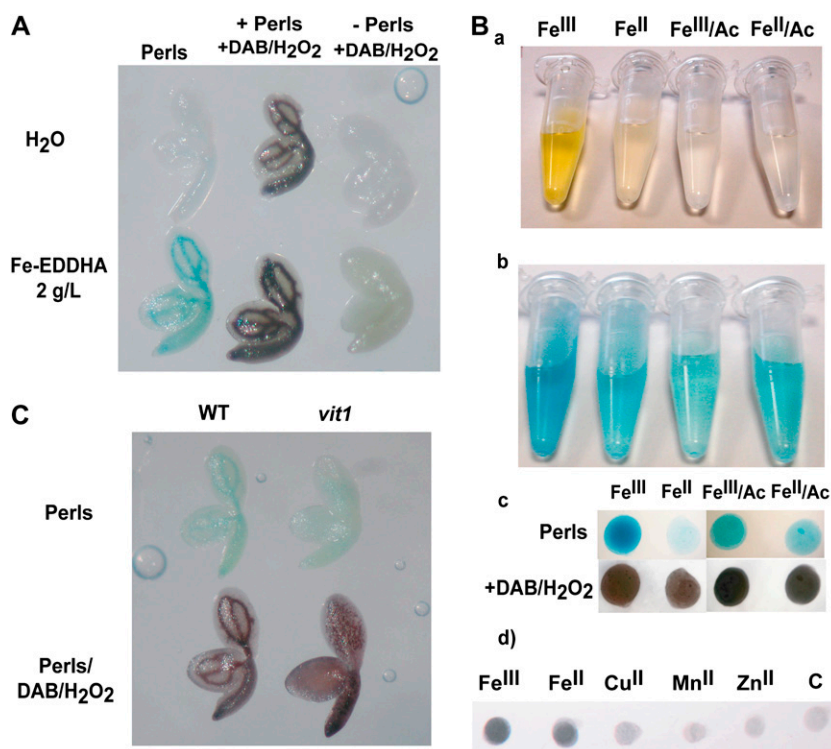 A
Perls
+ Perls
+DAB/H2O2
- Perls
+DAB/H2O2
H2O
Fe-EDDHA
2 g/L
B
a
FeIII
FeII
FeIII/Ac
FeII/Ac
b
c
FeIII
FeII
FeIII/Ac
FeII/Ac
Perls
+DAB/H2O2
d)
FeIII
FeII
CuII
MnII
ZnII
C
C
WT
vit1
Perls
Perls/
DAB/H2O2